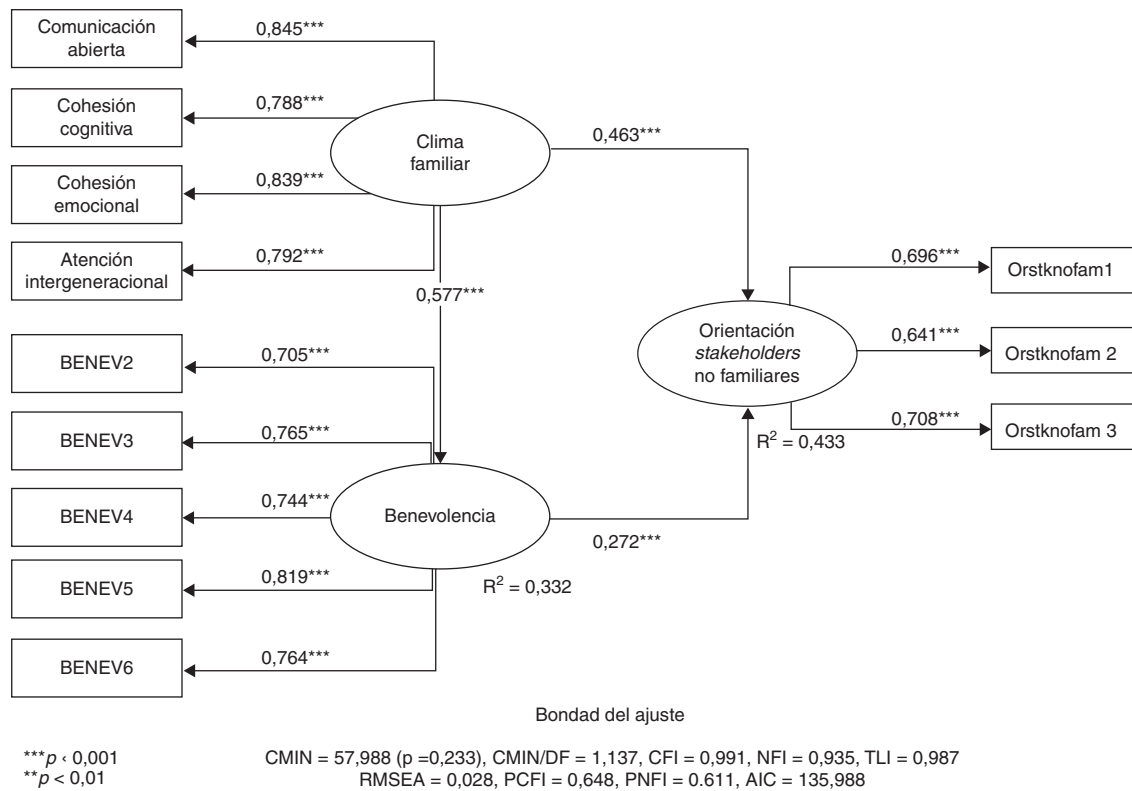 Comunicación
abierta
0,845***
Cohesión
cognitiva
0,788***
Clima
familiar
0,463***
Cohesión
emocional
0,839***
Atención
intergeneracional
0,792***
0,577***
0,696***
Orstknofam1
Orientación
stakeholders
no familiares
0,641***
Orstknofam 2
BENEV2
0,705***
0,708***
Orstknofam 3
R² = 0,433
BENEV3
0,765***
BENEV4
0,744***
Benevolencia
0,272***
BENEV5
0,819***
R² = 0,332
BENEV6
0,764***
Bondad del ajuste
***p ‹ 0,001
**p < 0,01
CMIN = 57,988 (p =0,233), CMIN/DF = 1,137, CFI = 0,991, NFI = 0,935, TLI = 0,987
RMSEA = 0,028, PCFI = 0,648, PNFI = 0.611, AIC = 135,988